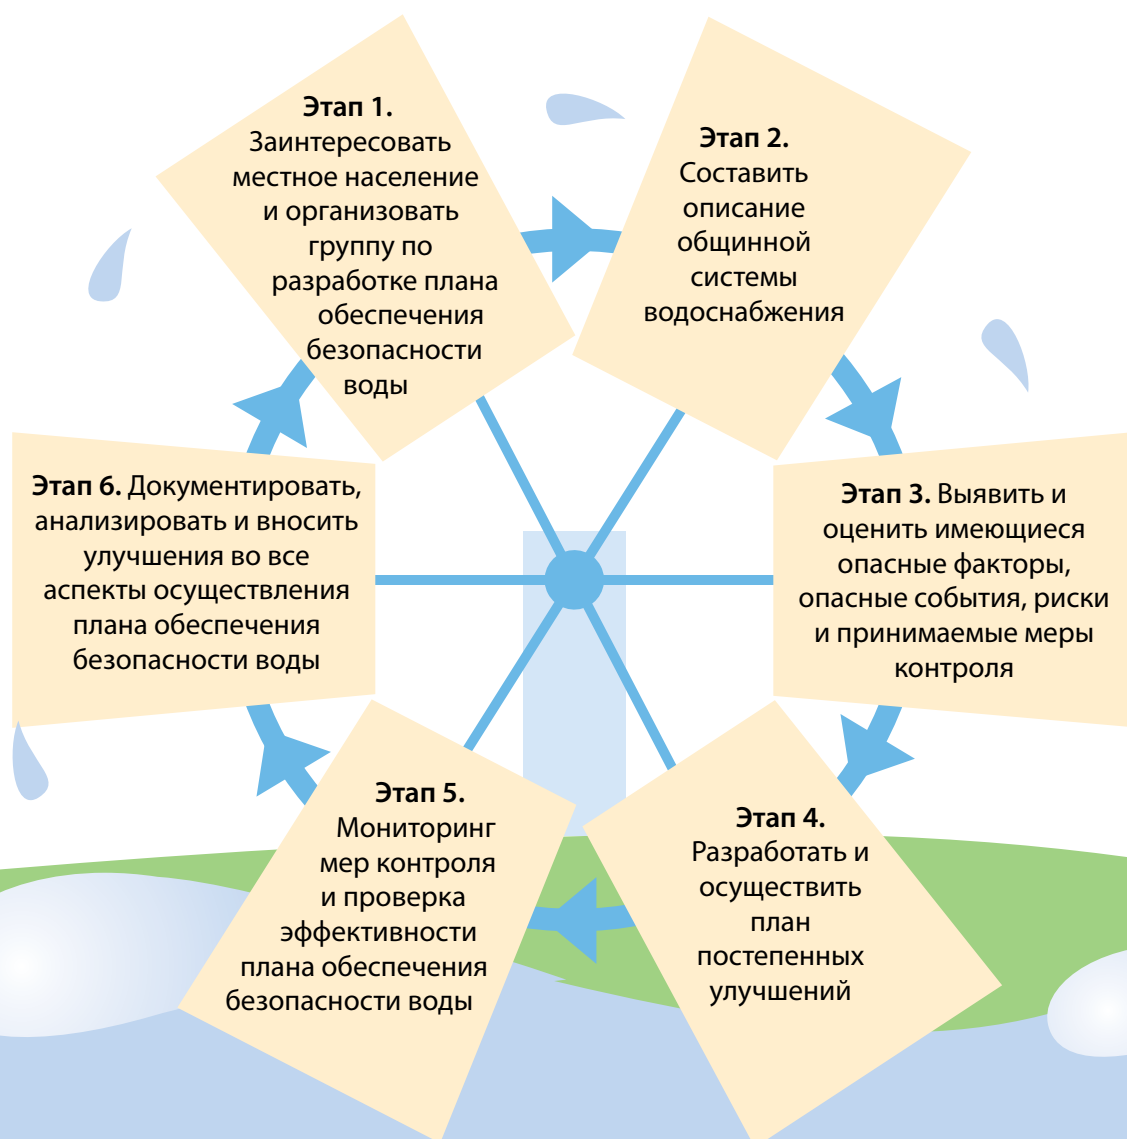 Этап 1.
Заинтересовать
местное население
и организовать
группу по
разработке плана
обеспечения
безопасности
воды
Этап 2.
Составить
описание
общинной
системы
водоснабжения
Этап 3. Выявить и
оценить имеющиеся
опасные факторы,
опасные события, риски
и принимаемые меры
контроля
Этап 4.
Разработать и
осуществить
план
постепенных
улучшений
Этап 5.
Мониторинг
мер контроля
и проверка
эффективности
плана обеспечения
безопасности воды
Этап 6. Документировать,
анализировать и вносить
улучшения во все
аспекты осуществления
плана обеспечения
безопасности воды